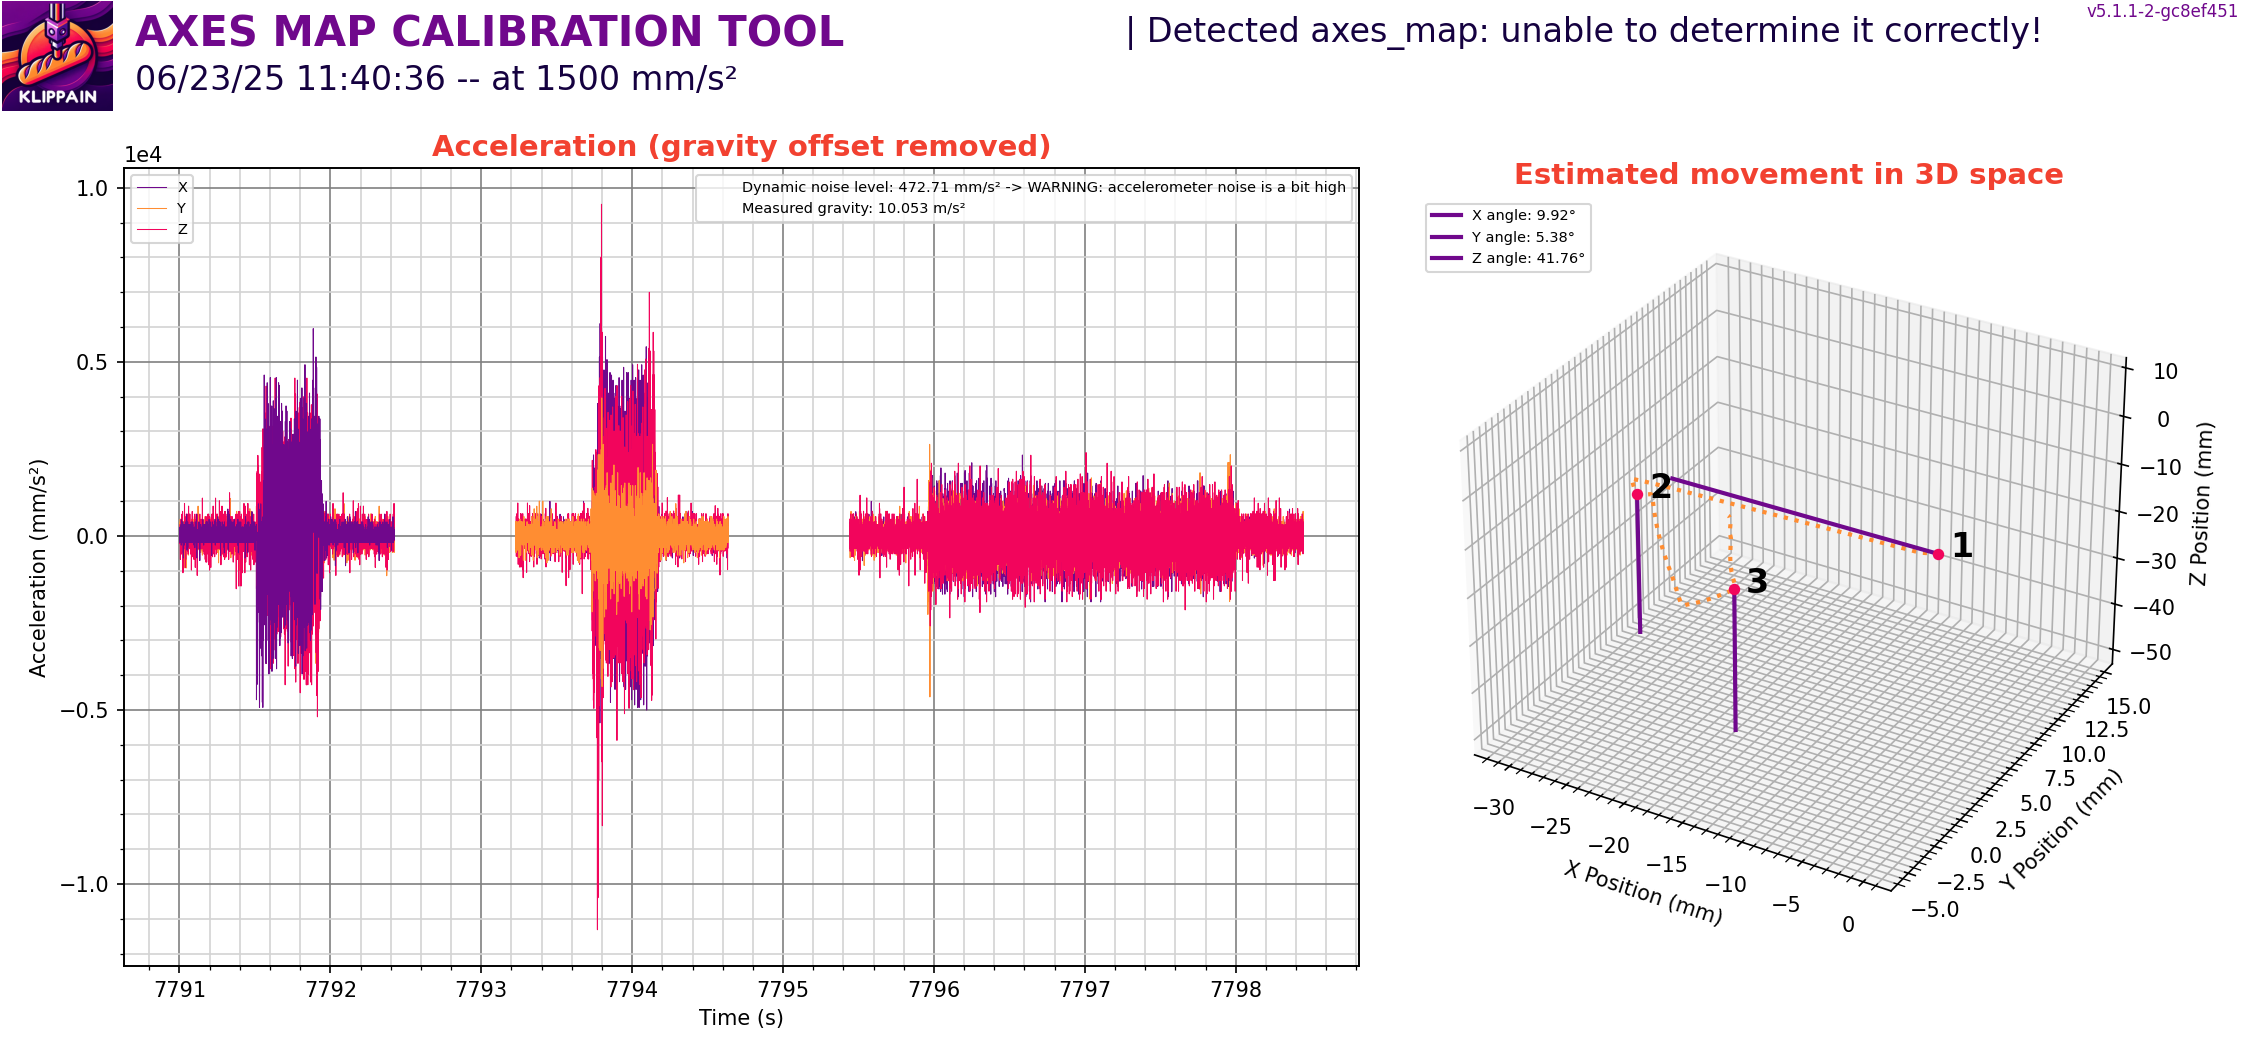 KLIPPAIN
AXES MAP CALIBRATION TOOL
06/23/25 11:40:36 -- at 1500 mm/s²
| Detected axes_map: unable to determine it correctly!
v5.1.1-2-gc8ef451
Acceleration (gravity offset removed)
1e4
X
Y
Z
Dynamic noise level: 472.71 mm/s² -> WARNING: accelerometer noise is a bit high
Measured gravity: 10.053 m/s²
1.0
0.5
0.0
−0.5
−1.0
Acceleration (mm/s²)
7791 7792 7793 7794 7795 7796 7797 7798
Time (s)
Estimated movement in 3D space
X angle: 9.92°
Y angle: 5.38°
Z angle: 41.76°
1
2
3
10
0
−10
−20
−30
−40
−50
Z Position (mm)
15.0
12.5
10.0
7.5
5.0
2.5
0.0
−2.5
−5.0
Y Position (mm)
−30
−25
−20
−15
−10
−5
0
X Position (mm)